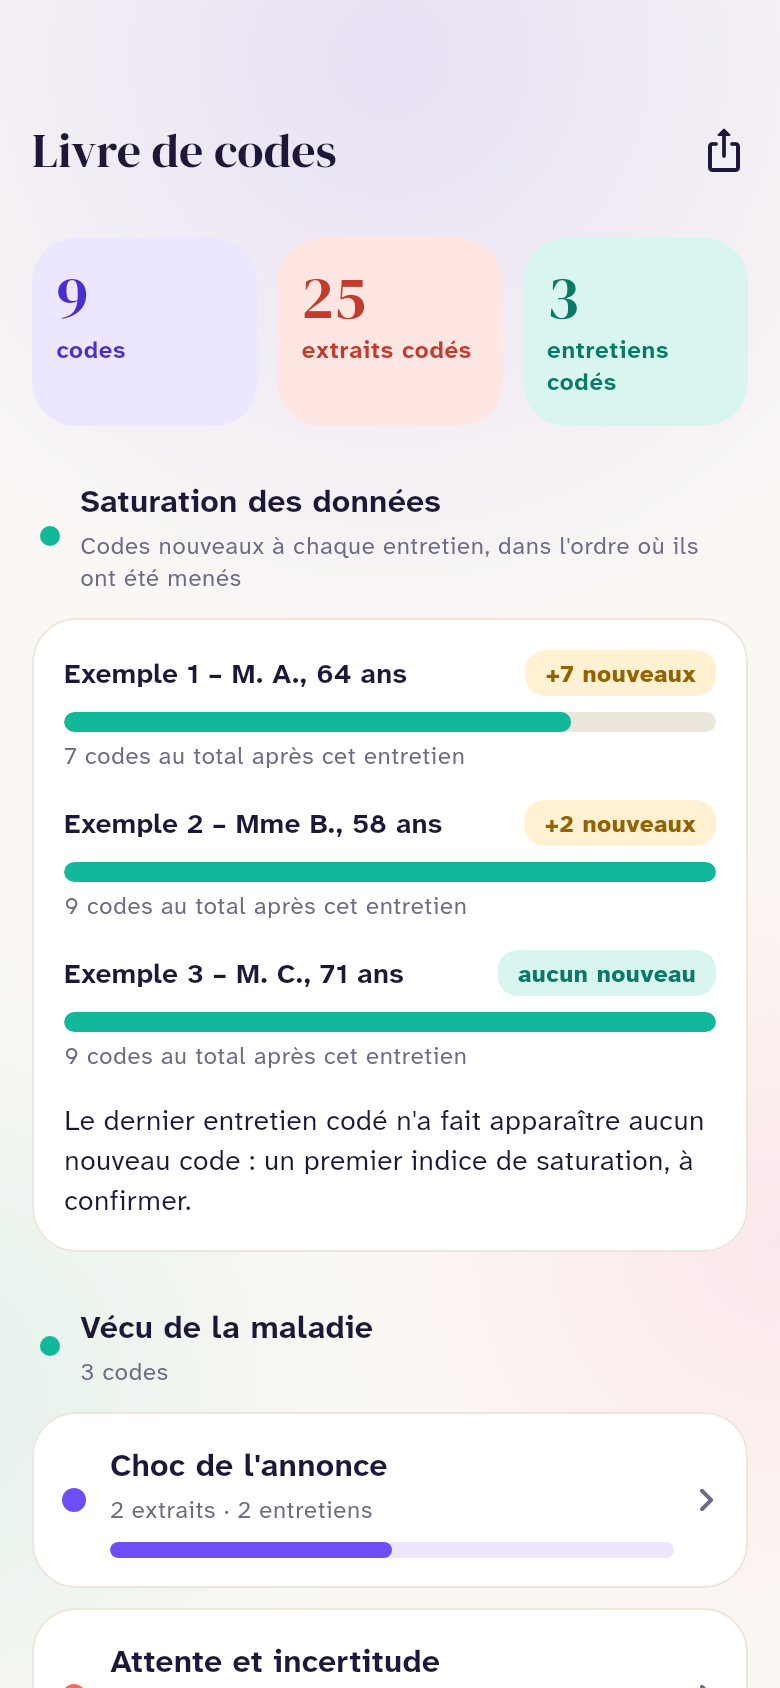 Livre de codes
9
codes
25
extraits codés
3
entretiens
codés
Saturation des données
Codes nouveaux à chaque entretien, dans l'ordre où ils
ont été menés
Exemple 1 – M. A., 64 ans
+7 nouveaux
7 codes au total après cet entretien
Exemple 2 – Mme B., 58 ans
+2 nouveaux
9 codes au total après cet entretien
Exemple 3 – M. C., 71 ans
aucun nouveau
9 codes au total après cet entretien
Le dernier entretien codé n'a fait apparaître aucun
nouveau code : un premier indice de saturation, à
confirmer.
Vécu de la maladie
3 codes
Choc de l'annonce
2 extraits · 2 entretiens
Attente et incertitude